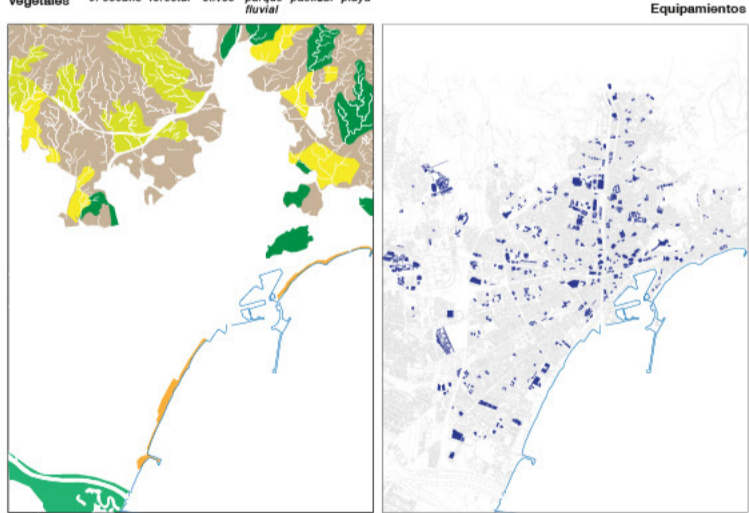 vegetales
forestal olivos parque pastizal playa
fluvial
Equipamientos